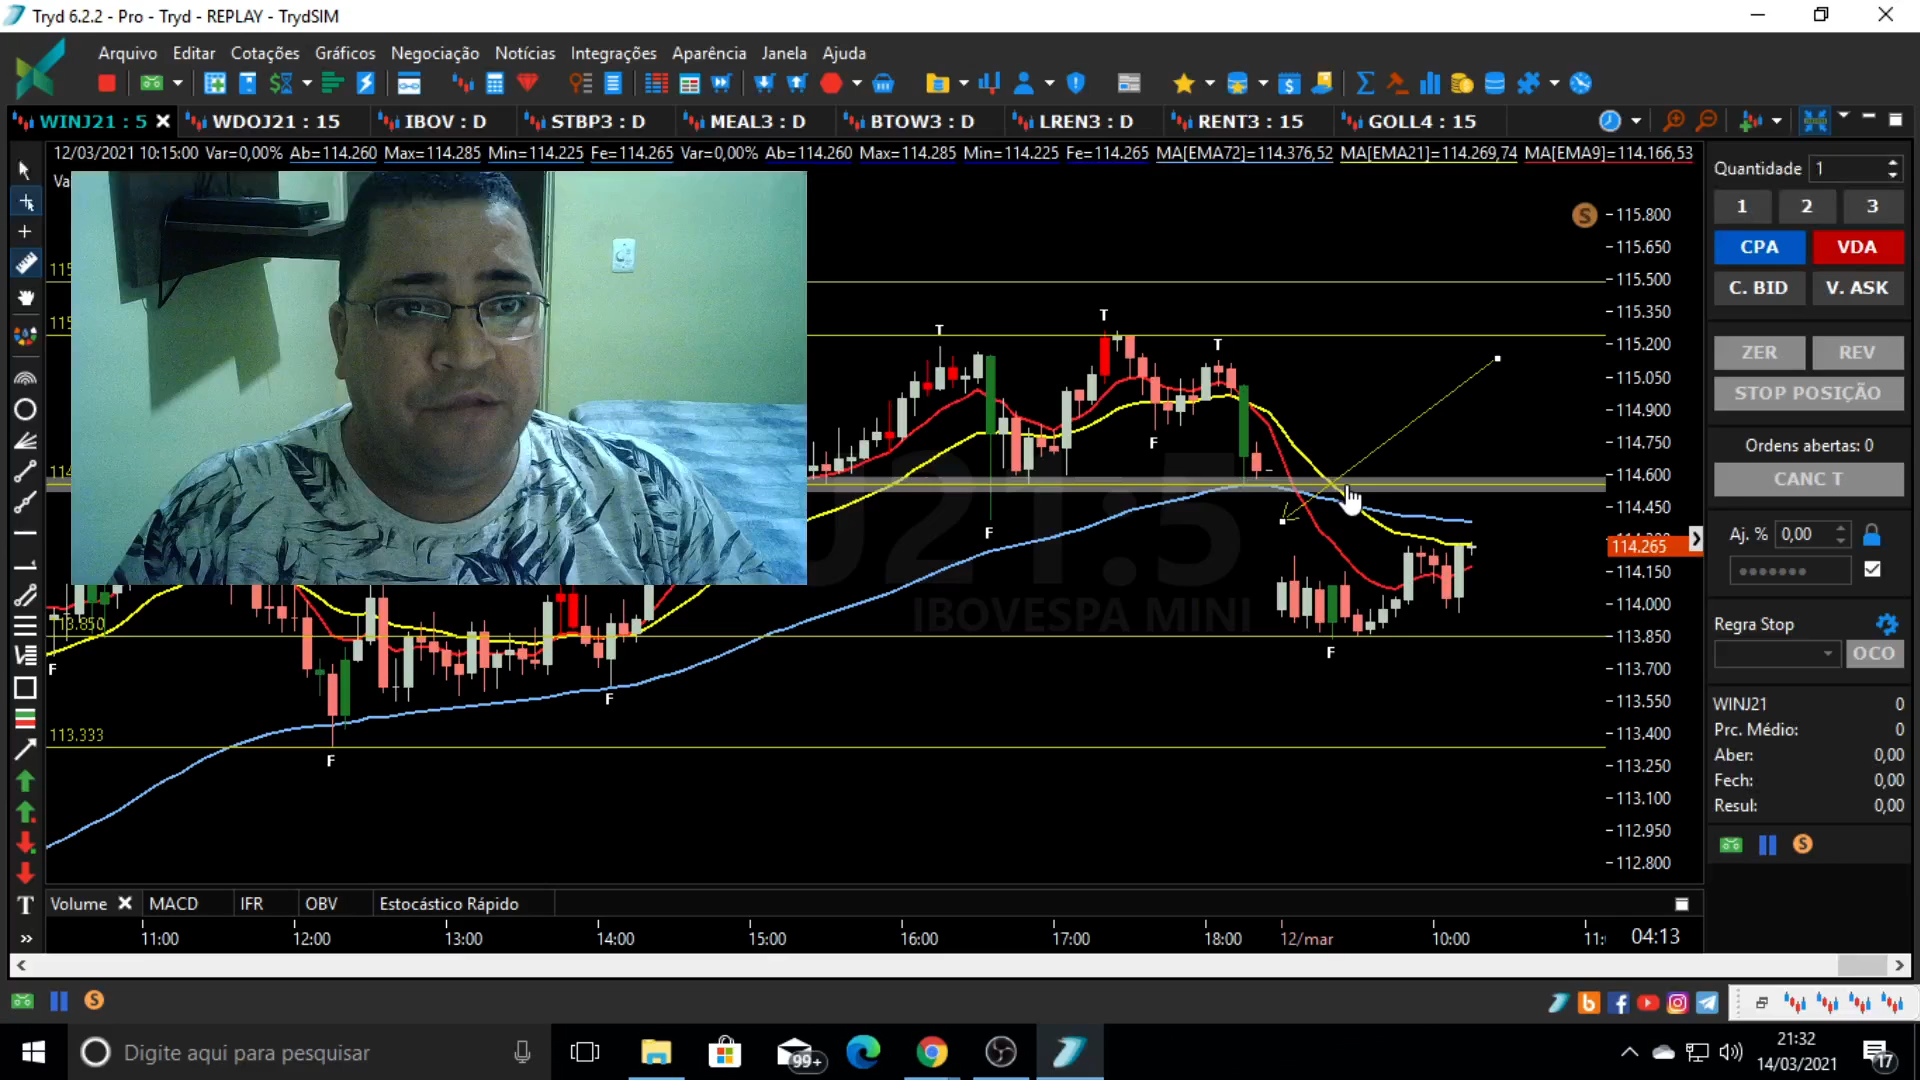 Tryd 6.2.2 - Pro - Tryd - REPLAY - TrydSIM
Arquivo Editar Cotações Gráficos Negociação Notícias Integrações Aparência Janela Ajuda
WINJ21 : 5 WDOJ21 : 15 IBOV : D STBP3 : D MEAL3 : D BTOW3 : D LREN3 : D RENT3 : 15 GOLL4 : 15
12/03/2021 10:15:00 Var=0,00% Ab=114.260 Max=114.285 Min=114.225 Fe=114.265 Var=0,00% Ab=114.260 Max=114.285 Min=114.225 Fe=114.265 MA[EMA72]=114.376,52 MA[EMA21]=114.269,74 MA[EMA9]=114.166,53
Va
Quantidade 1
1 2 3
CPA VDA
C. BID V. ASK
ZER REV
STOP POSIÇÃO
Ordens abertas: 0
CANC T
Aj. % 0,00
Regra Stop
OCO
WINJ21 0
Prc. Médio: 0
Aber: 0,00
Fech: 0,00
Resul: 0,00
S
115.800
115.650
115.500
115.350
115.200
115.050
114.900
114.750
114.600
114.450
114.265
114.150
114.000
113.850
113.700
113.550
113.400
113.250
113.100
112.950
112.800
T T T
F F F F F F
IBOVESPA MINI
113.850
113.333
Volume MACD IFR OBV Estocástico Rápido
11:00 12:00 13:00 14:00 15:00 16:00 17:00 18:00 12/mar 10:00 11: 04:13
Digite aqui para pesquisar
99+
21:32
14/03/2021
17